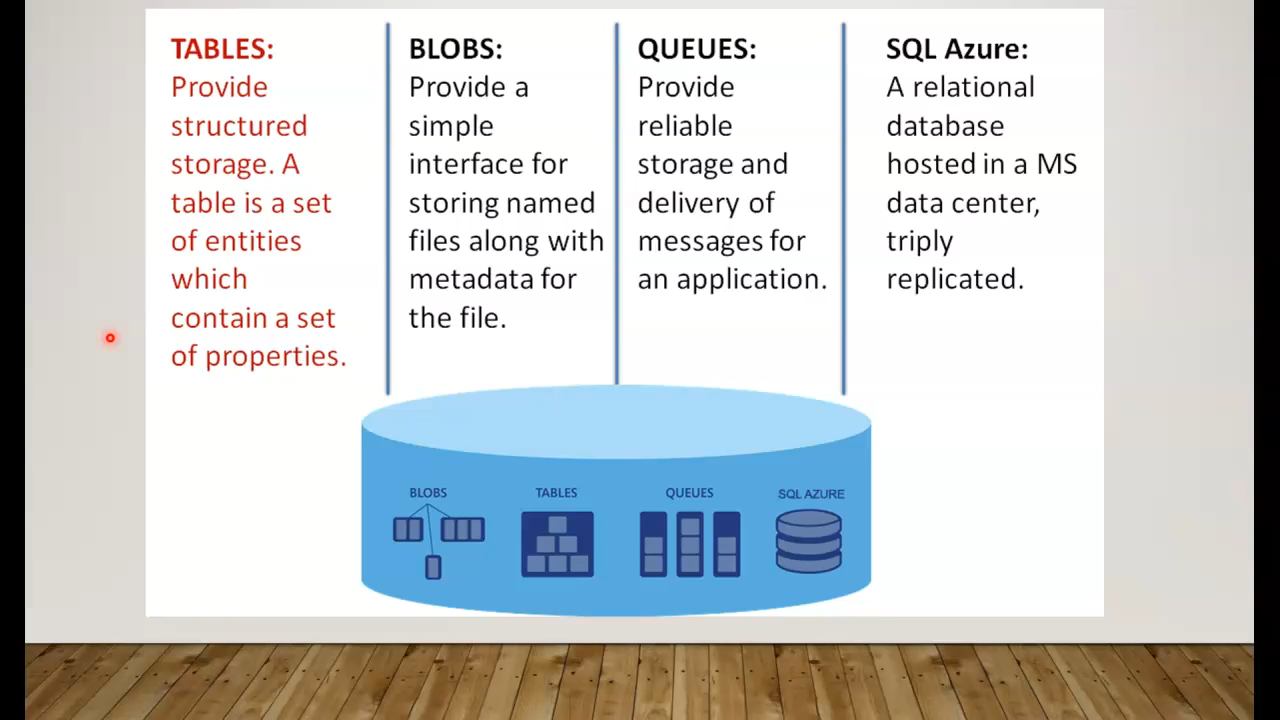 TABLES:
Provide
structured
storage. A
table is a set
of entities
which
contain a set
of properties.
BLOBS:
Provide a
simple
interface for
storing named
files along with
metadata for
the file.
QUEUES:
Provide
reliable
storage and
delivery of
messages for
an application.
SQL Azure:
A relational
database
hosted in a MS
data center,
triply
replicated.
BLOBS
TABLES
QUEUES
SQL AZURE